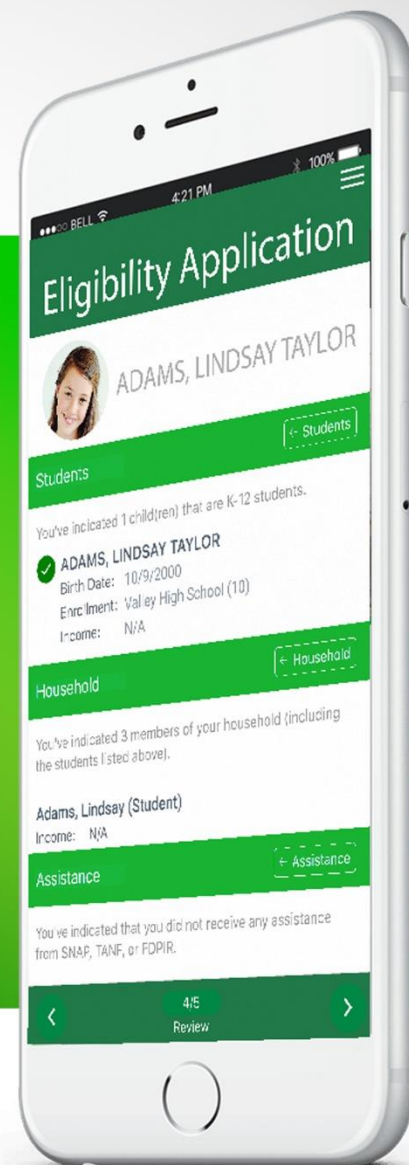 BELL 4:21 PM 100%
Eligibility Application
ADAMS, LINDSAY TAYLOR
Students ← Students
You've indicated 1 child(ren) that are K-12 students.
ADAMS, LINDSAY TAYLOR
Birth Date: 10/9/2000
Enrollment: Valley High School (10)
Income: N/A
Household ← Household
You've indicated 3 members of your household (including
the students listed above).
Adams, Lindsay (Student)
Income: N/A
Assistance ← Assistance
You've indicated that you did not receive any assistance
from SNAP, TANF, or FDPIR.
4/5
Review